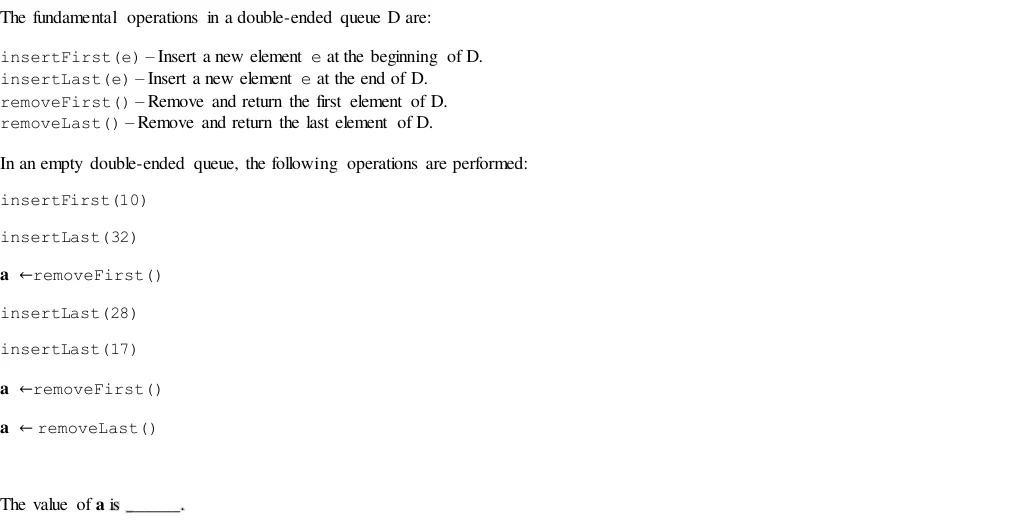 The fundamental operations in a double-ended queue D are:
insertFirst(e) – Insert a new element e at the beginning of D.
insertLast(e) – Insert a new element e at the end of D.
removeFirst() – Remove and return the first element of D.
removeLast() – Remove and return the last element of D.
In an empty double-ended queue, the following operations are performed:
insertFirst(10)
insertLast(32)
a ←removeFirst()
insertLast(28)
insertLast(17)
a ←removeFirst()
a ← removeLast()
The value of a is ______.